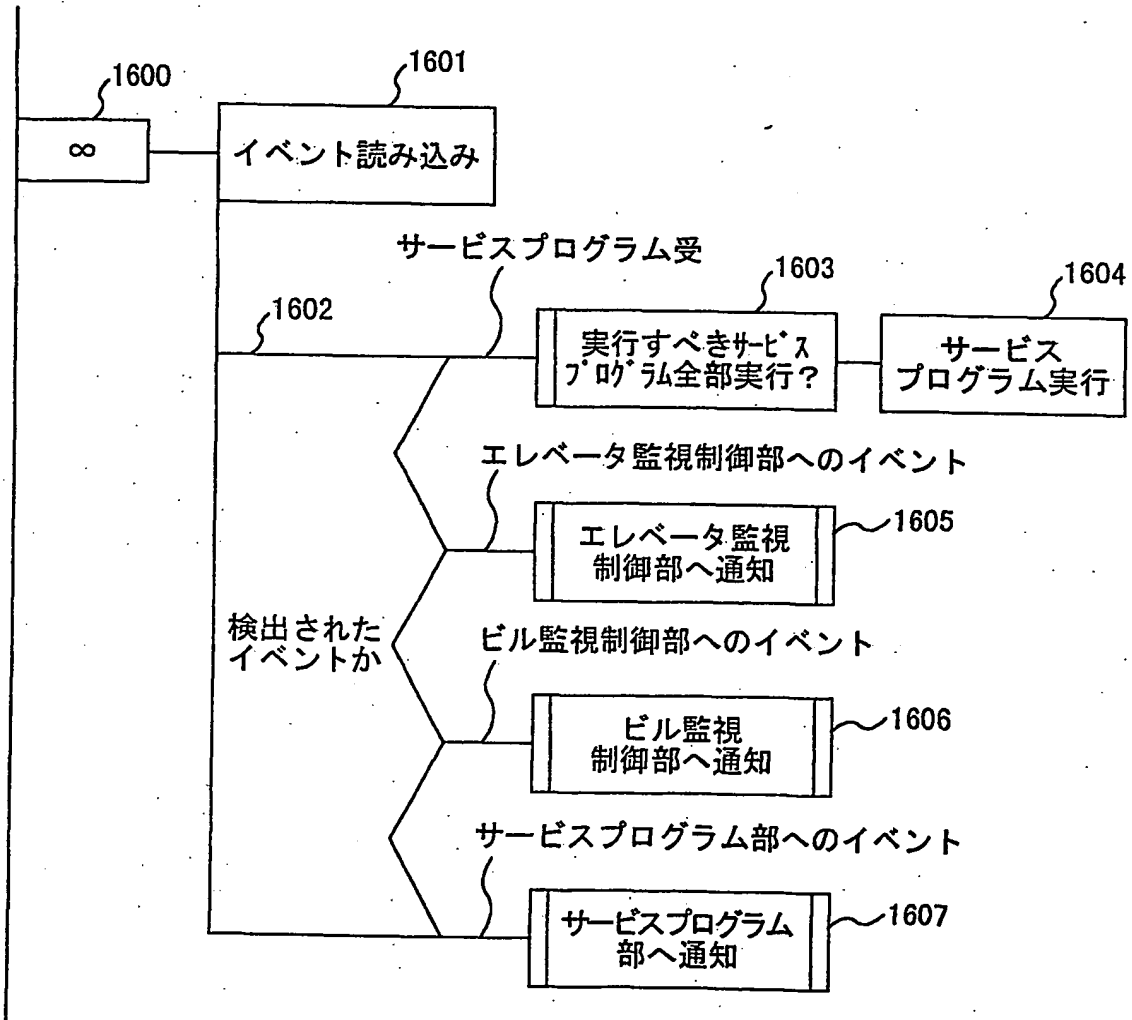 1600
∞
1601
イベント読み込み
サービスプログラム受
1602
1603
実行すべきサービス
プログラム全部実行?
1604
サービス
プログラム実行
エレベータ監視制御部へのイベント
1605
エレベータ監視
制御部へ通知
検出された
イベントか
ビル監視制御部へのイベント
1606
ビル監視
制御部へ通知
サービスプログラム部へのイベント
1607
サービスプログラム
部へ通知